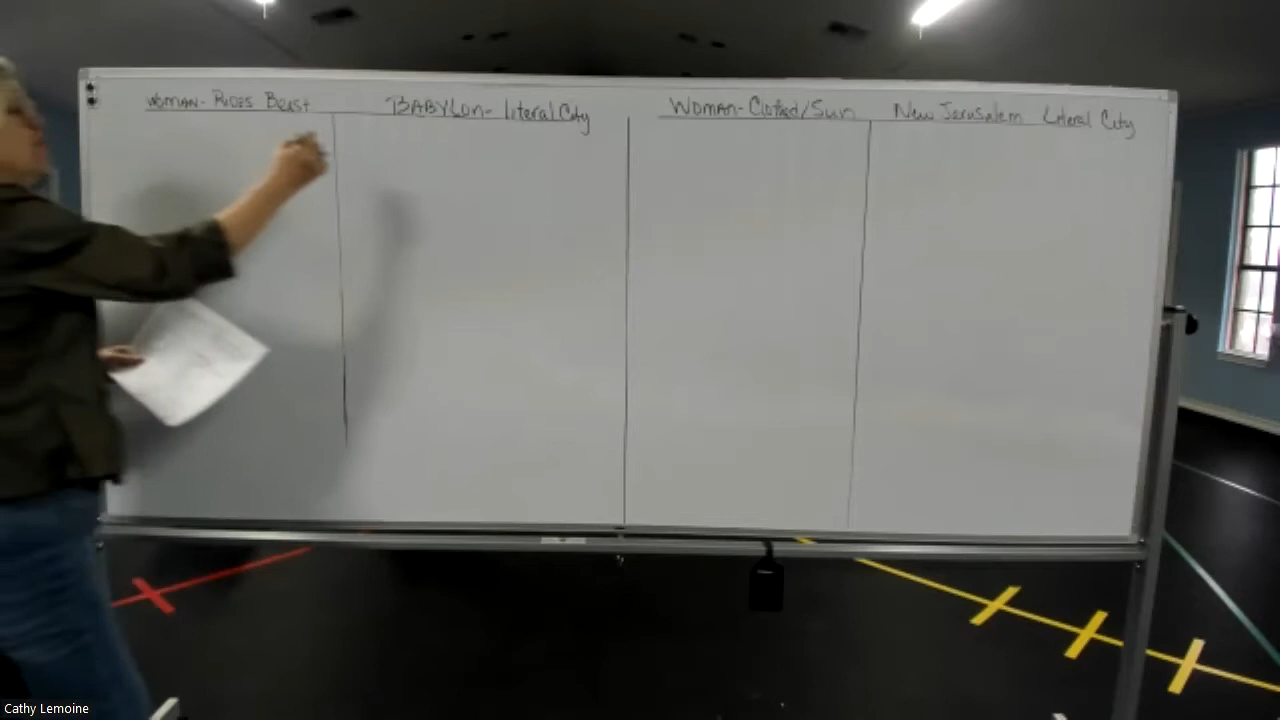 Woman- Rides Beast
BABYLon- Literal City
Woman- Clothed/Sun
New Jerusalem Literal City
Cathy Lemoine